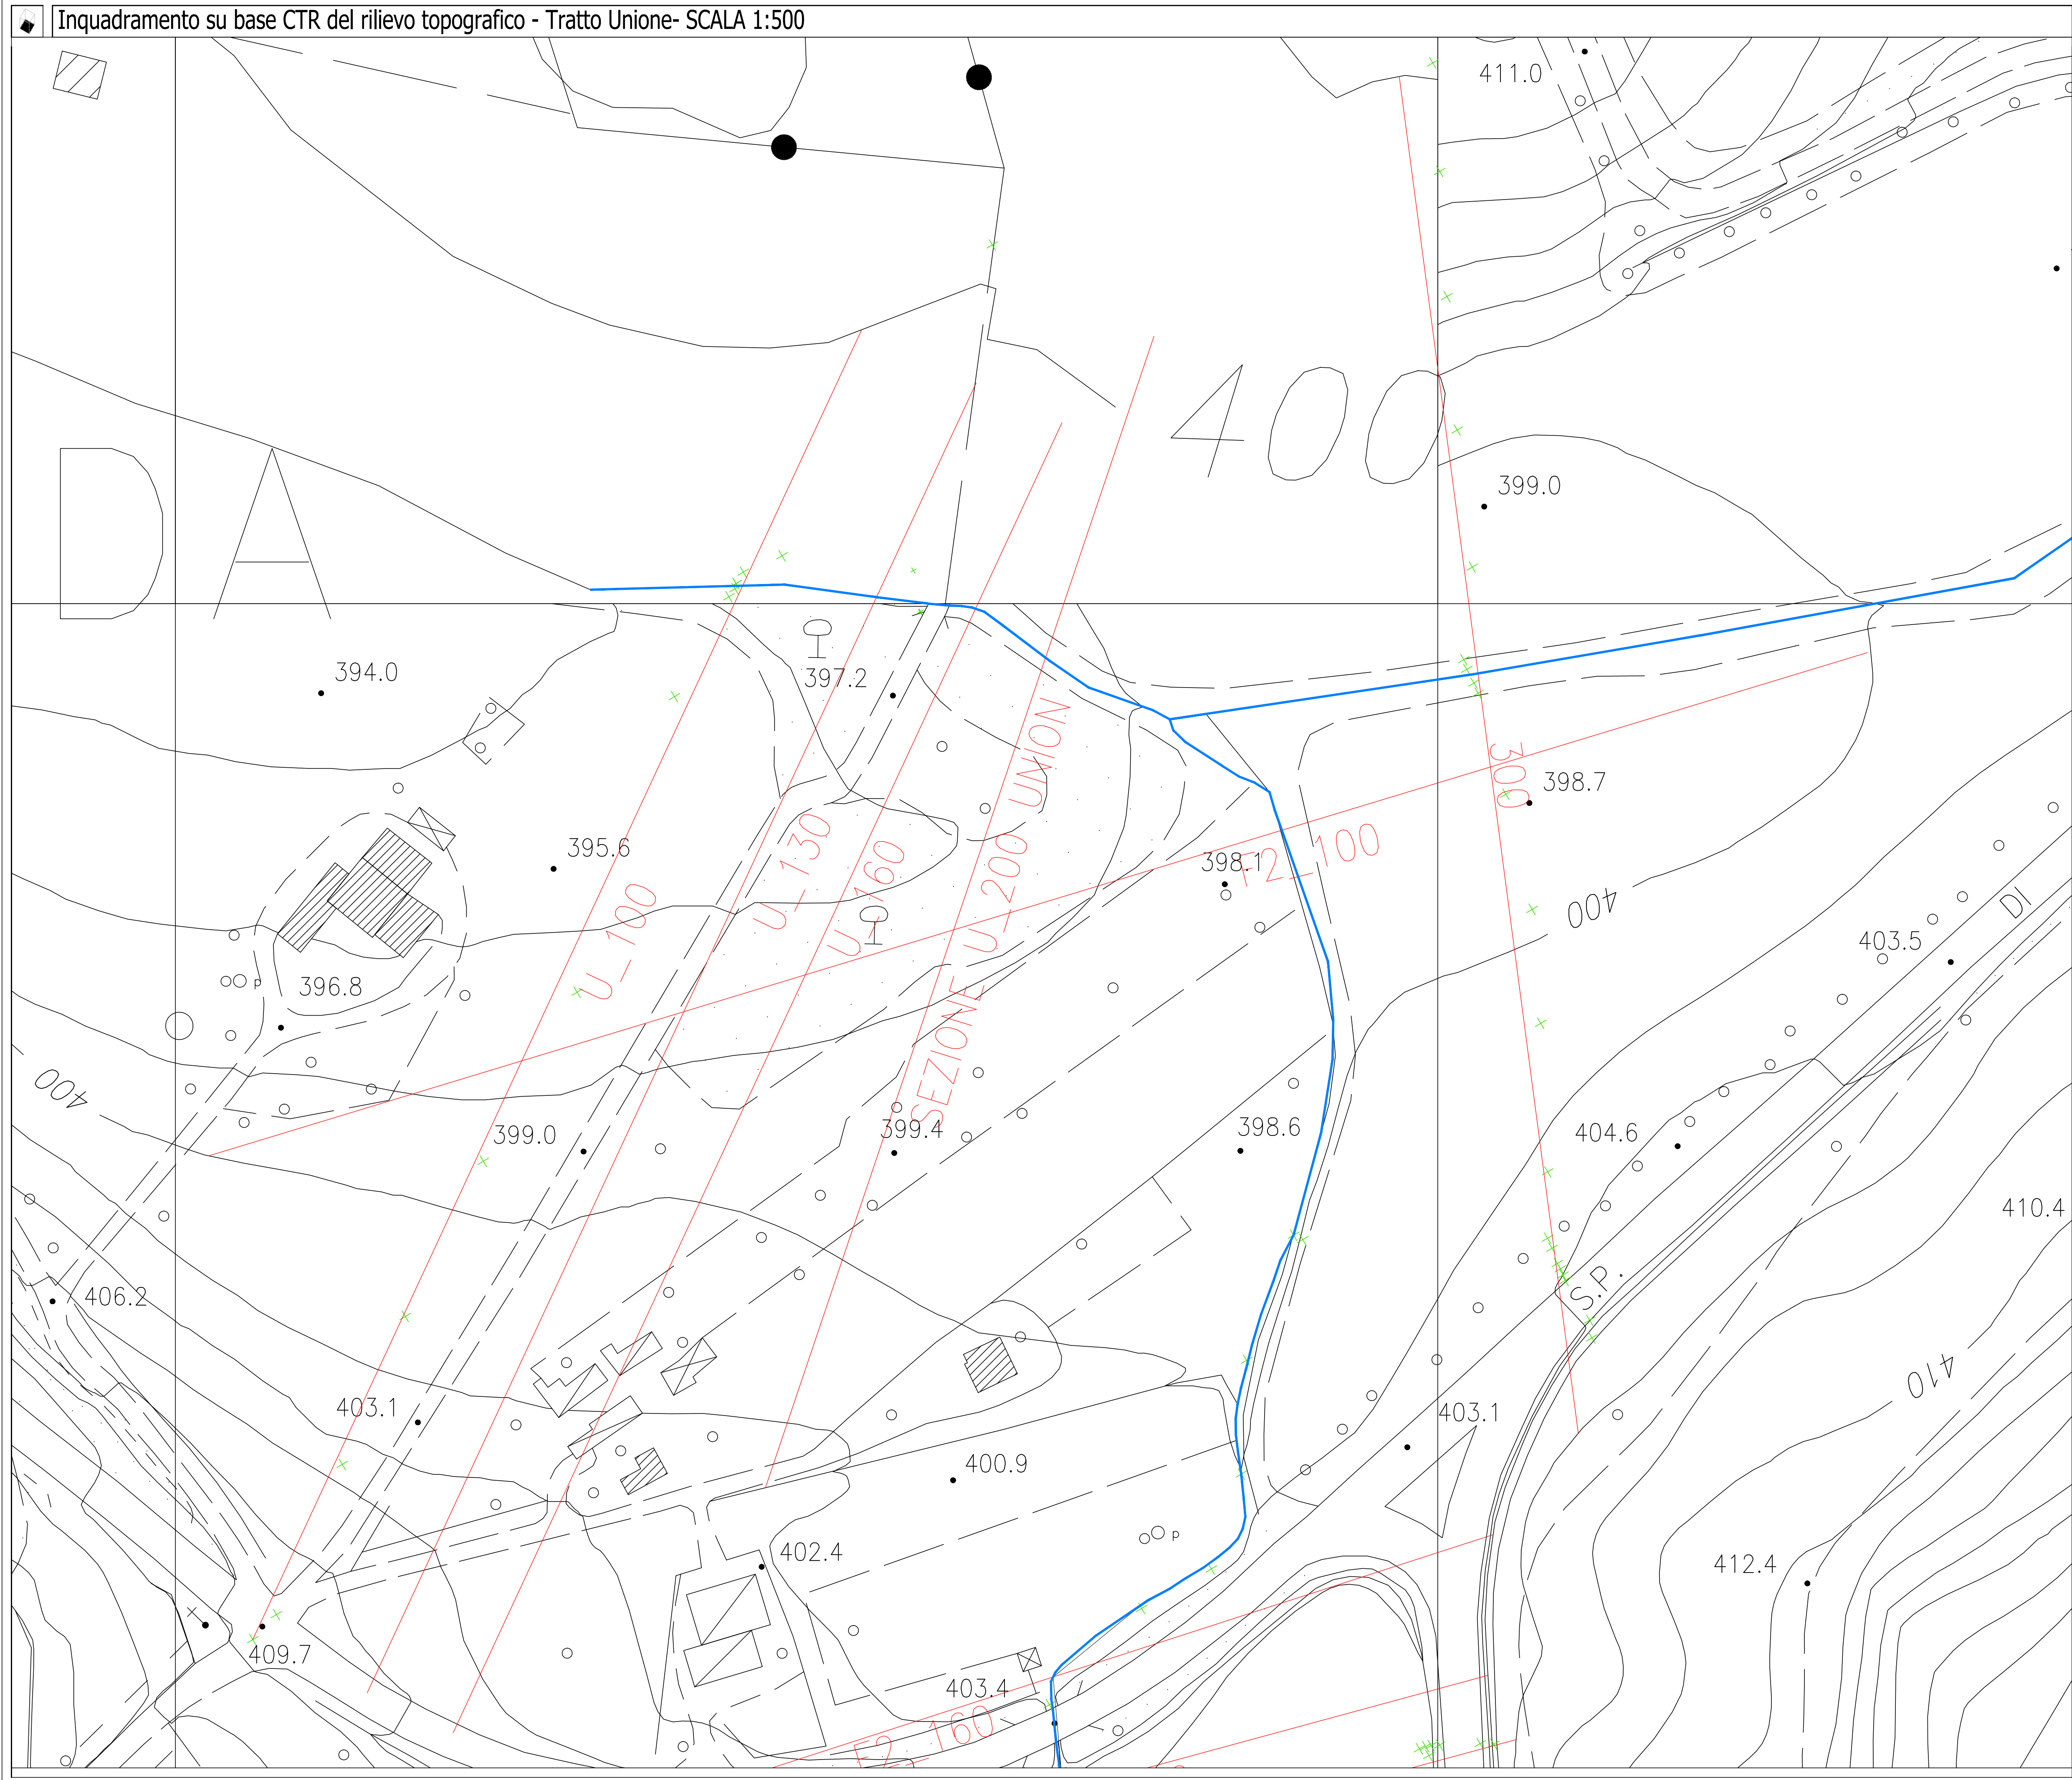 Inquadramento su base CTR del rilievo topografico - Tratto Unione- SCALA 1:500
411.0
400
399.0
D A
394.0
397.2
300
398.7
395.6
U_100
U_130
U_160
SEZIONE U_200 UNION
398.1
F2_100
400
DI
403.5
396.8
p
400
399.0
399.4
398.6
404.6
410.4
406.2
S.P.
410
403.1
403.1
400.9
p
402.4
412.4
409.7
403.4
F2_160